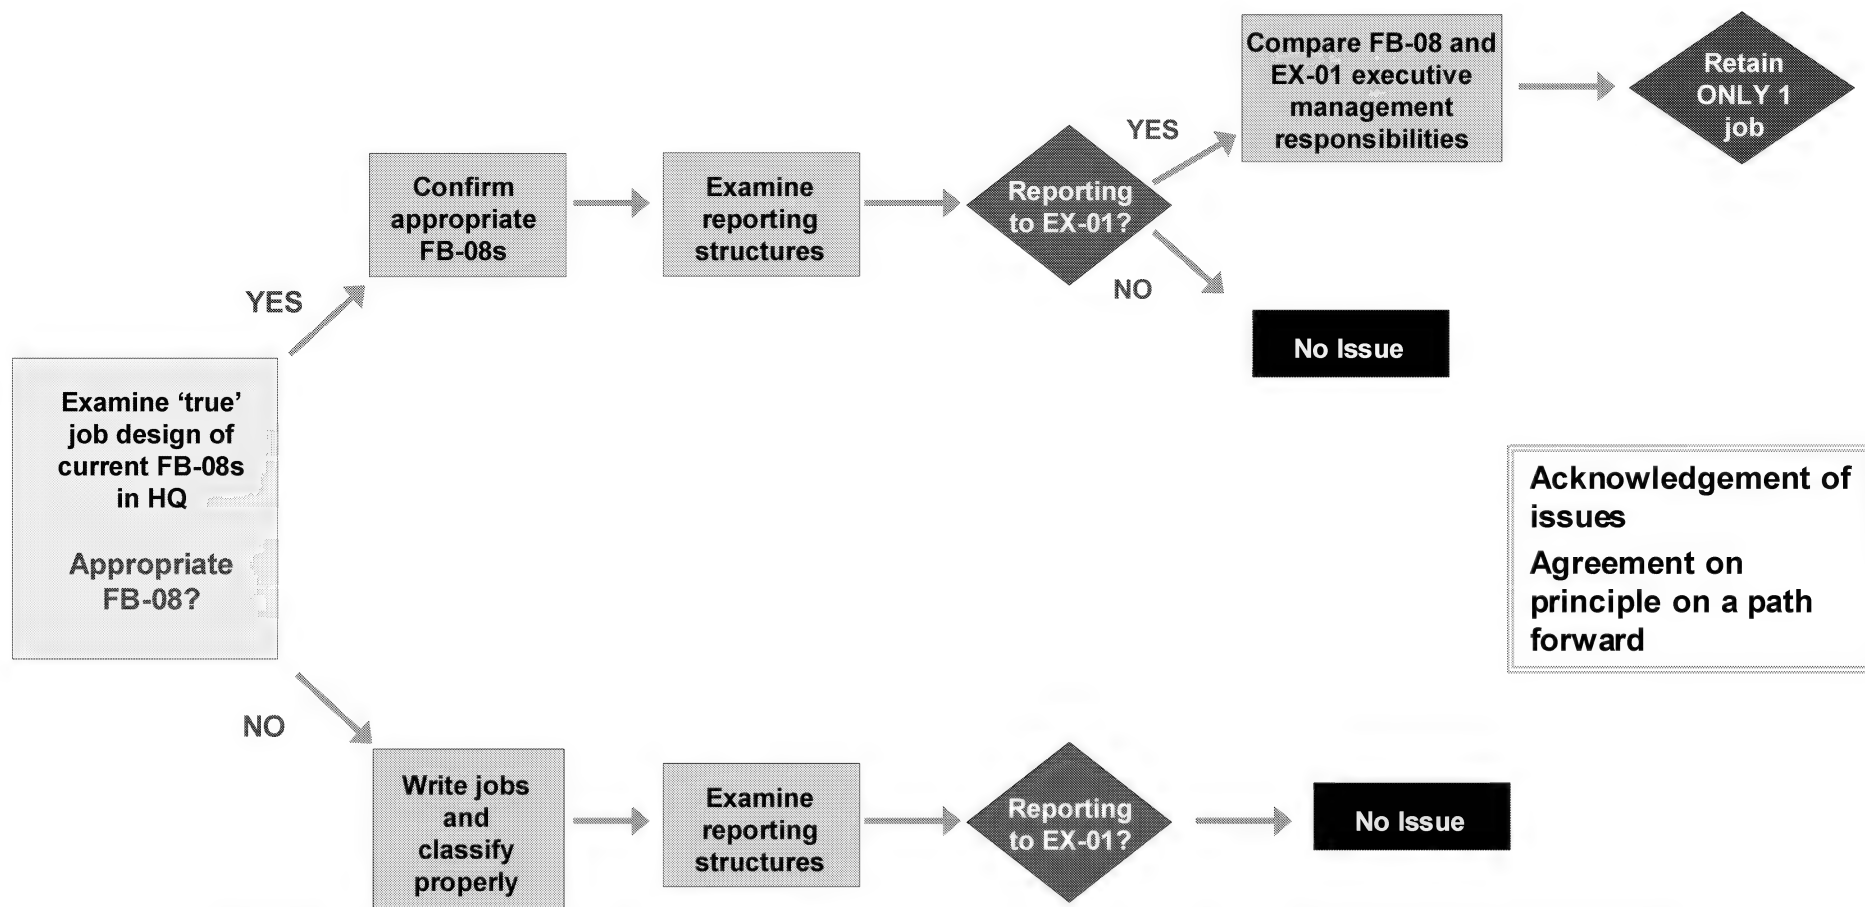 Examine ‘true’
job design of
current FB-08s
in HQ
Appropriate
FB-08?
YES
Confirm
appropriate
FB-08s
Examine
reporting
structures
Reporting
to EX-01?
YES
Compare FB-08 and
EX-01 executive
management
responsibilities
Retain
ONLY 1
job
NO
No Issue
NO
Write jobs
and
classify
properly
Examine
reporting
structures
Reporting
to EX-01?
No Issue
Acknowledgement of
issues
Agreement on
principle on a path
forward